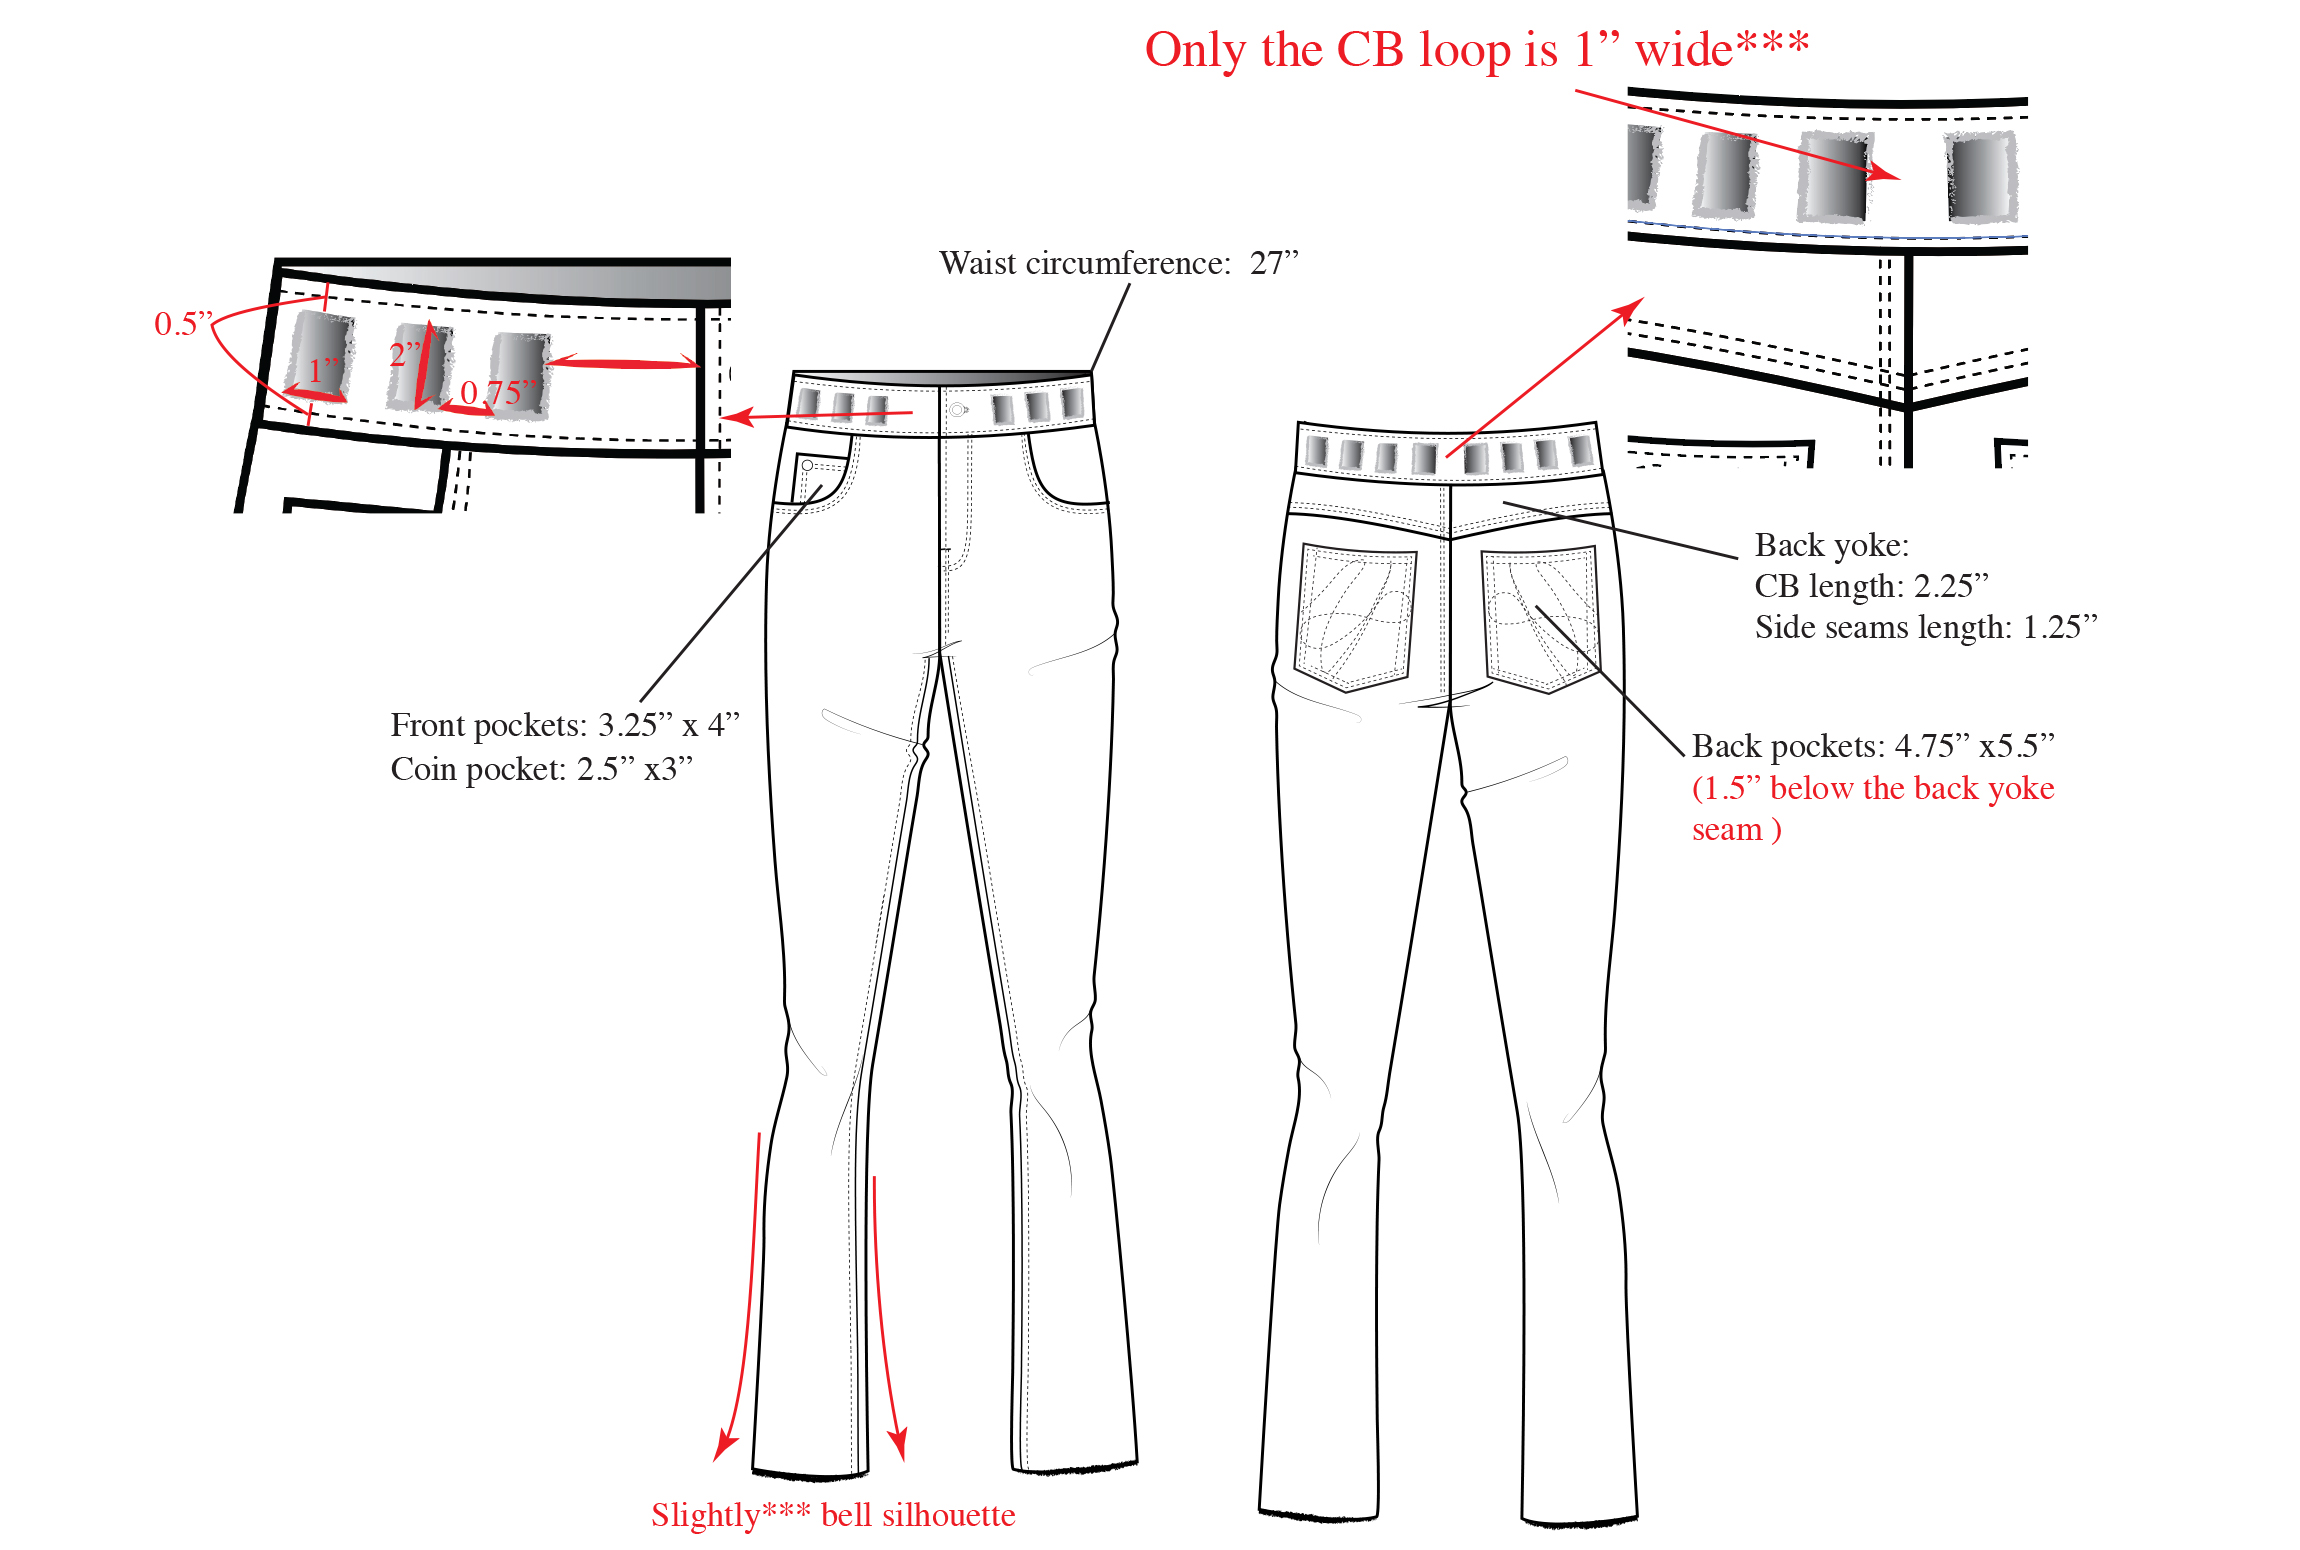 Only the CB loop is 1” wide***
Waist circumference:  27”
0.5”
1”
2”
0.75”
Back yoke:
CB length: 2.25”
Side seams length: 1.25”
Front pockets: 3.25” x 4”
Coin pocket: 2.5” x3”
Back pockets: 4.75” x5.5”
(1.5” below the back yoke
seam )
Slightly*** bell silhouette